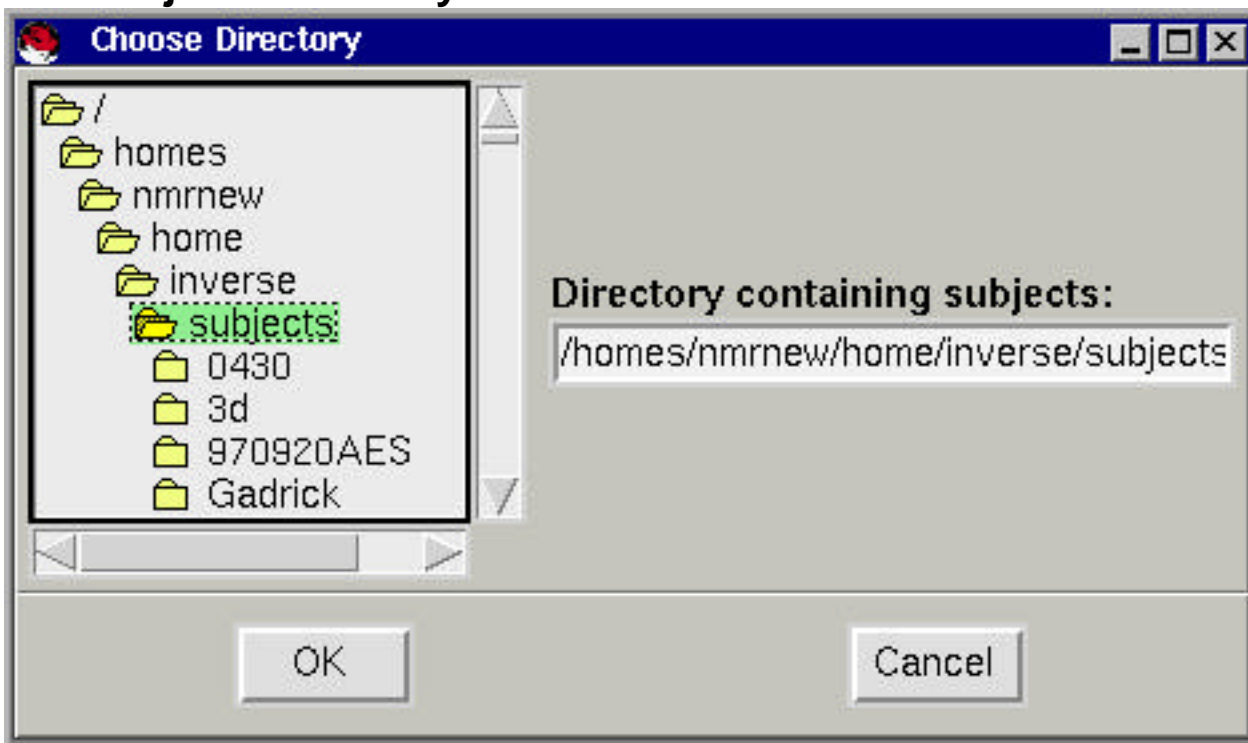 Choose Directory
/
homes
nmrnew
home
inverse
subjects
0430
3d
970920AES
Gadrick
Directory containing subjects:
/homes/nmrnew/home/inverse/subjects
OK
Cancel